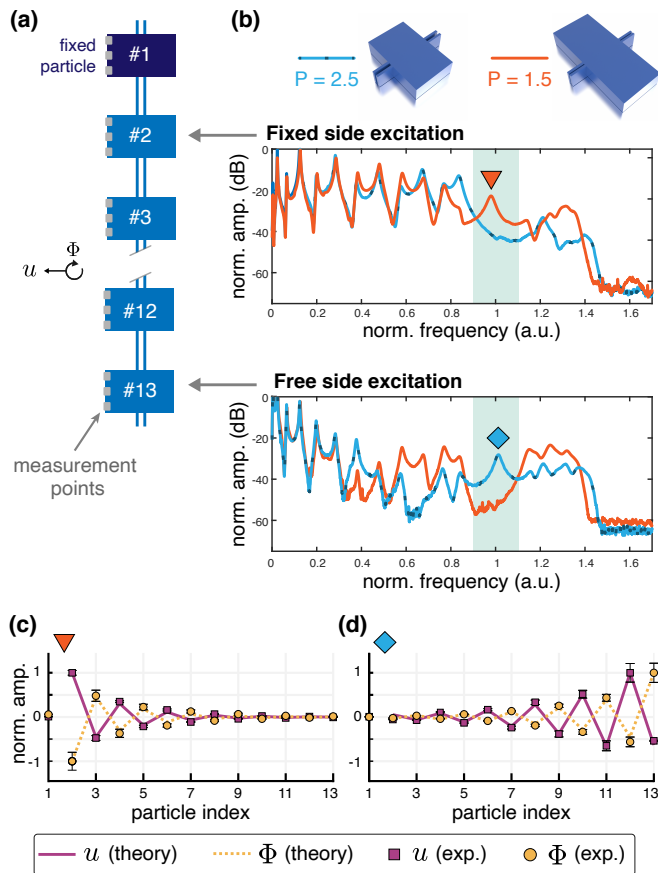 (a)
fixed
particle
#1
#2
#3
#12
#13
u
Φ
measurement
points
(b)
P = 2.5
P = 1.5
Fixed side excitation
norm. amp. (dB)
0
-20
-40
-60
0 0.2 0.4 0.6 0.8 1 1.2 1.4 1.6
norm. frequency (a.u.)
Free side excitation
norm. amp. (dB)
0
-20
-40
-60
0 0.2 0.4 0.6 0.8 1 1.2 1.4 1.6
norm. frequency (a.u.)
(c)
norm. amp.
1
0
-1
1 3 5 7 9 11 13
particle index
(d)
1
0
-1
1 3 5 7 9 11 13
particle index
u (theory) Φ (theory) u (exp.) Φ (exp.)